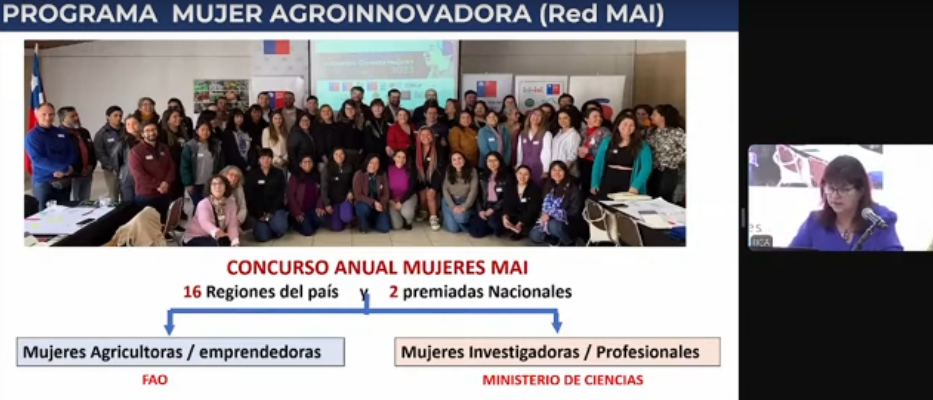 PROGRAMA MUJER AGROINNOVADORA (Red MAI)
CONCURSO ANUAL MUJERES MAI
16 Regiones del país y 2 premiadas Nacionales
Mujeres Agricultoras / emprendedoras
Mujeres Investigadoras / Profesionales
FAO
MINISTERIO DE CIENCIAS
IICA